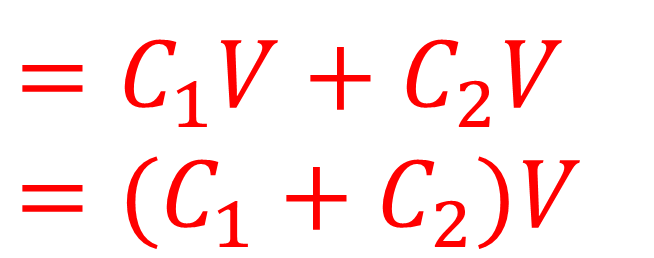 = C₁V + C₂V
= (C₁ + C₂)V